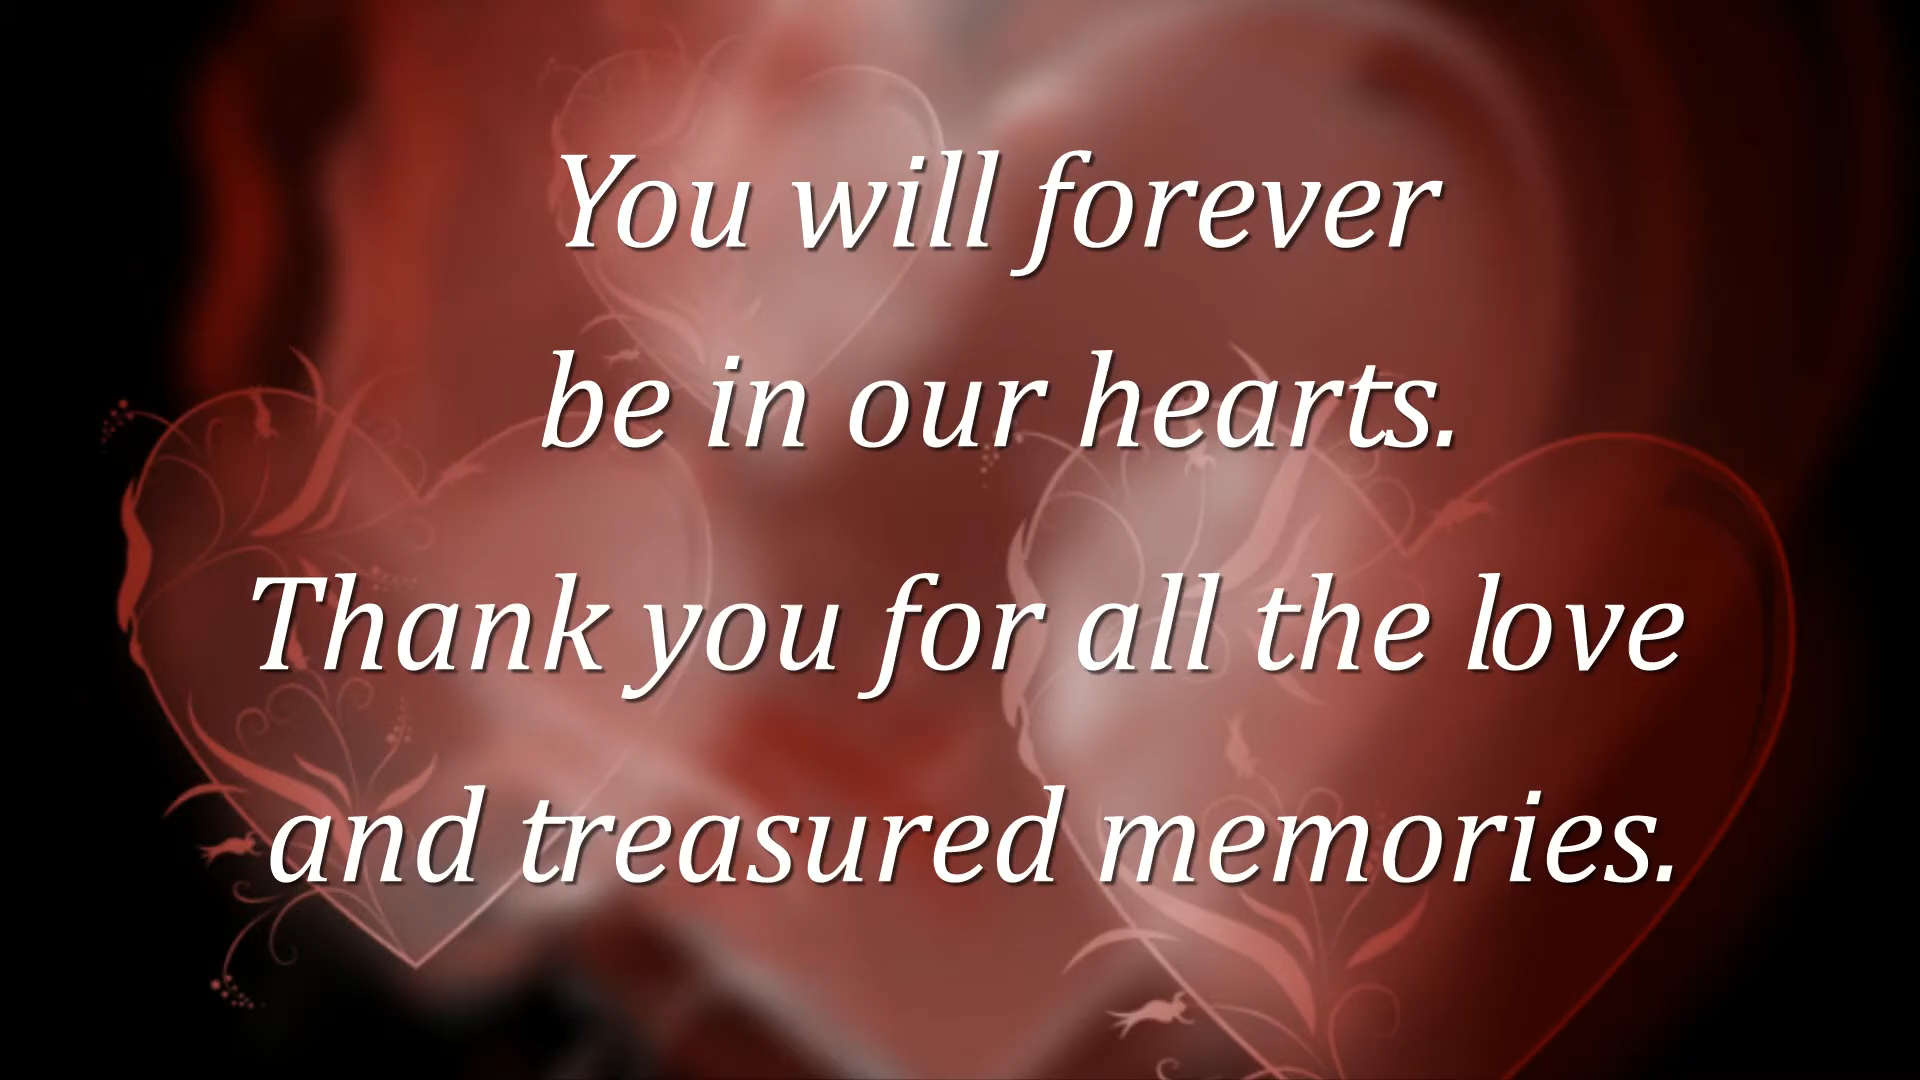 You will forever
be in our hearts.
Thank you for all the love
and treasured memories.